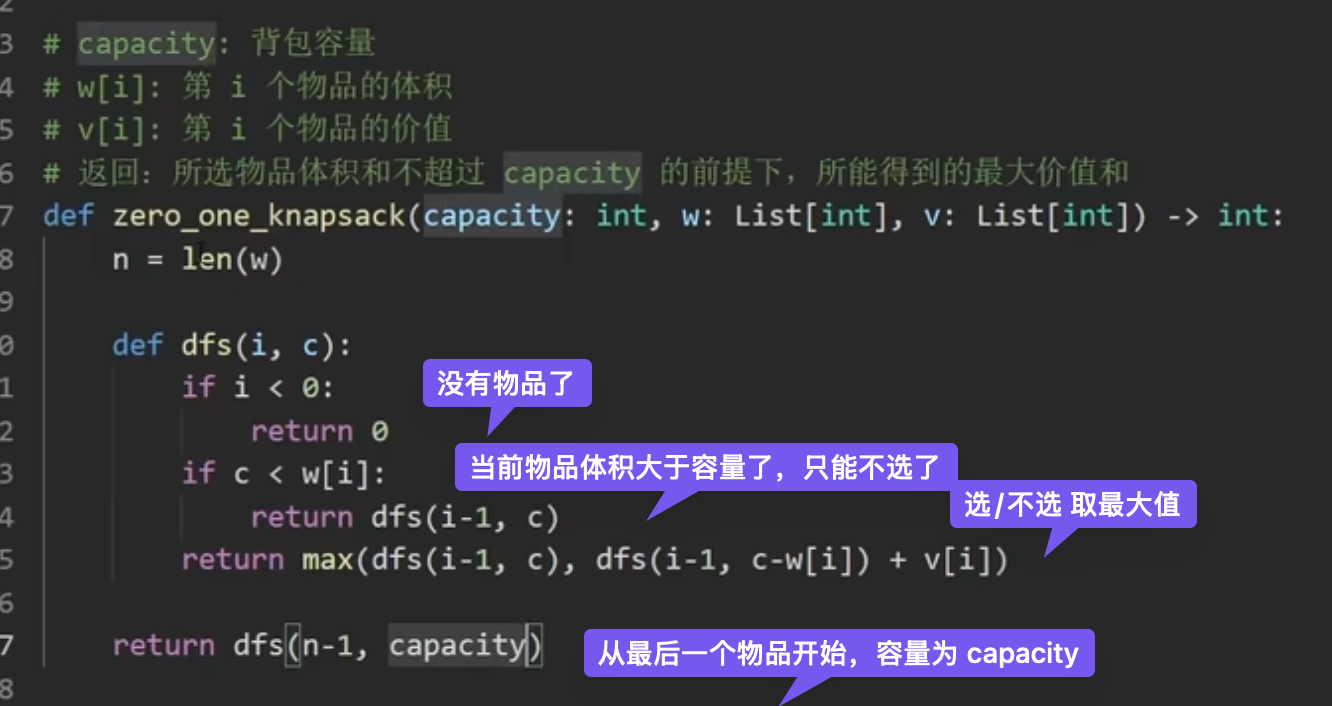 2
3 # capacity: 背包容量
4 # w[i]: 第 i 个物品的体积
5 # v[i]: 第 i 个物品的价值
6 # 返回: 所选物品体积和不超过 capacity 的前提下，所能得到的最大价值和
7 def zero_one_knapsack(capacity: int, w: List[int], v: List[int]) -> int:
8 n = len(w)
9
0 def dfs(i, c):
1 if i < 0:
没有物品了
2 return 0
3 if c < w[i]:
当前物品体积大于容量了，只能不选了
4 return dfs(i-1, c)
选/不选 取最大值
5 return max(dfs(i-1, c), dfs(i-1, c-w[i]) + v[i])
6
7 return dfs(n-1, capacity)
从最后一个物品开始，容量为 capacity
8